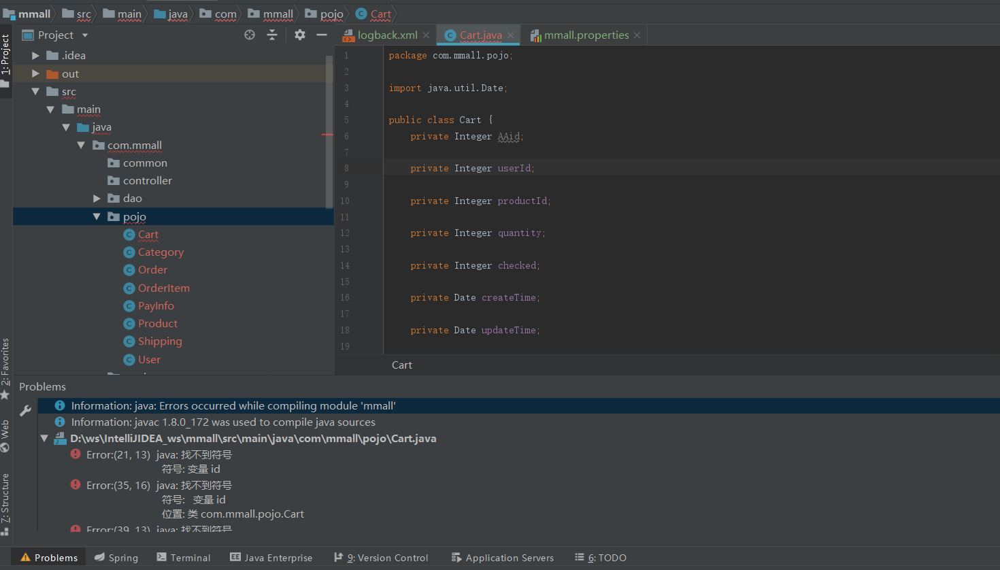 mmall src main java com mmall pojo Cart
1: Project
Project
logback.xml Cart.java mmall.properties
.idea
out
src
main
java
com.mmall
common
controller
dao
pojo
Cart
Category
Order
OrderItem
PayInfo
Product
Shipping
User
1 package com.mmall.pojo;
2
3 import java.util.Date;
4
5 public class Cart {
6 private Integer AAid;
7
8 private Integer userId;
9
10 private Integer productId;
11
12 private Integer quantity;
13
14 private Integer checked;
15
16 private Date createTime;
17
18 private Date updateTime;
19
Cart
2: Favorites
Web
7: Structure
Problems
Information: java: Errors occurred while compiling module 'mmall'
Information: javac 1.8.0_172 was used to compile java sources
D:\ws\IntelliJIDEA_ws\mmall\src\main\java\com\mmall\pojo\Cart.java
Error:(21, 13) java: 找不到符号
符号: 变量 id
Error:(35, 16) java: 找不到符号
符号: 变量 id
位置: 类 com.mmall.pojo.Cart
Error:(39, 13) java: 找不到符号
Problems Spring Terminal Java Enterprise 9: Version Control Application Servers 6: TODO